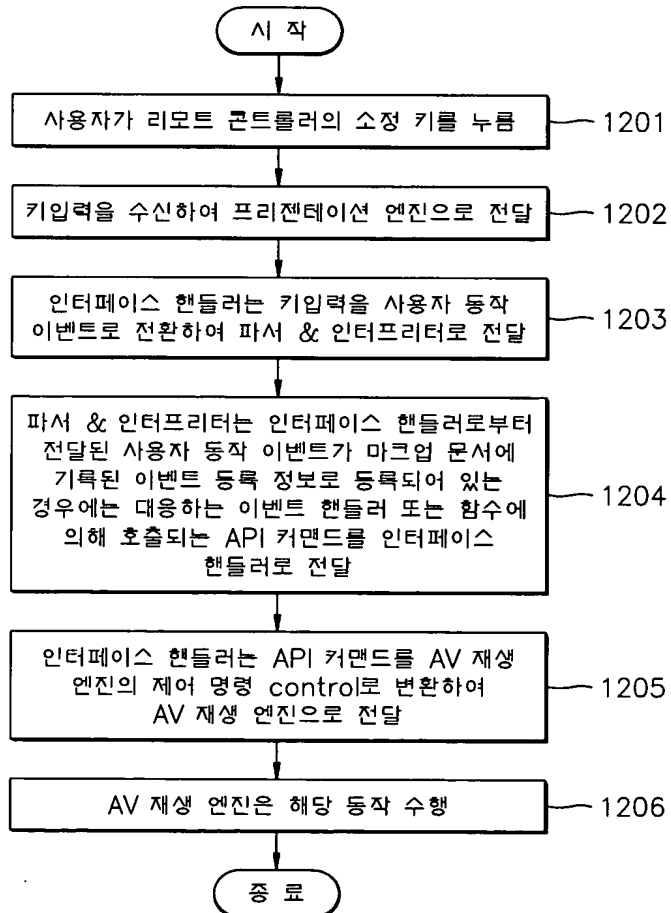 시 작
사용자가 리모트 콘트롤러의 소정 키를 누름
1201
키입력을 수신하여 프리젠테이션 엔진으로 전달
1202
인터페이스 핸들러는 키입력을 사용자 동작
이벤트로 전환하여 파서 & 인터프리터로 전달
1203
파서 & 인터프리터는 인터페이스 핸들러로부터
전달된 사용자 동작 이벤트가 마크업 문서에
기록된 이벤트 등록 정보로 등록되어 있는
경우에는 대응하는 이벤트 핸들러 또는 함수에
의해 호출되는 API 커맨드를 인터페이스
핸들러로 전달
1204
인터페이스 핸들러는 API 커맨드를 AV 재생
엔진의 제어 명령 control로 변환하여
AV 재생 엔진으로 전달
1205
AV 재생 엔진은 해당 동작 수행
1206
종 료